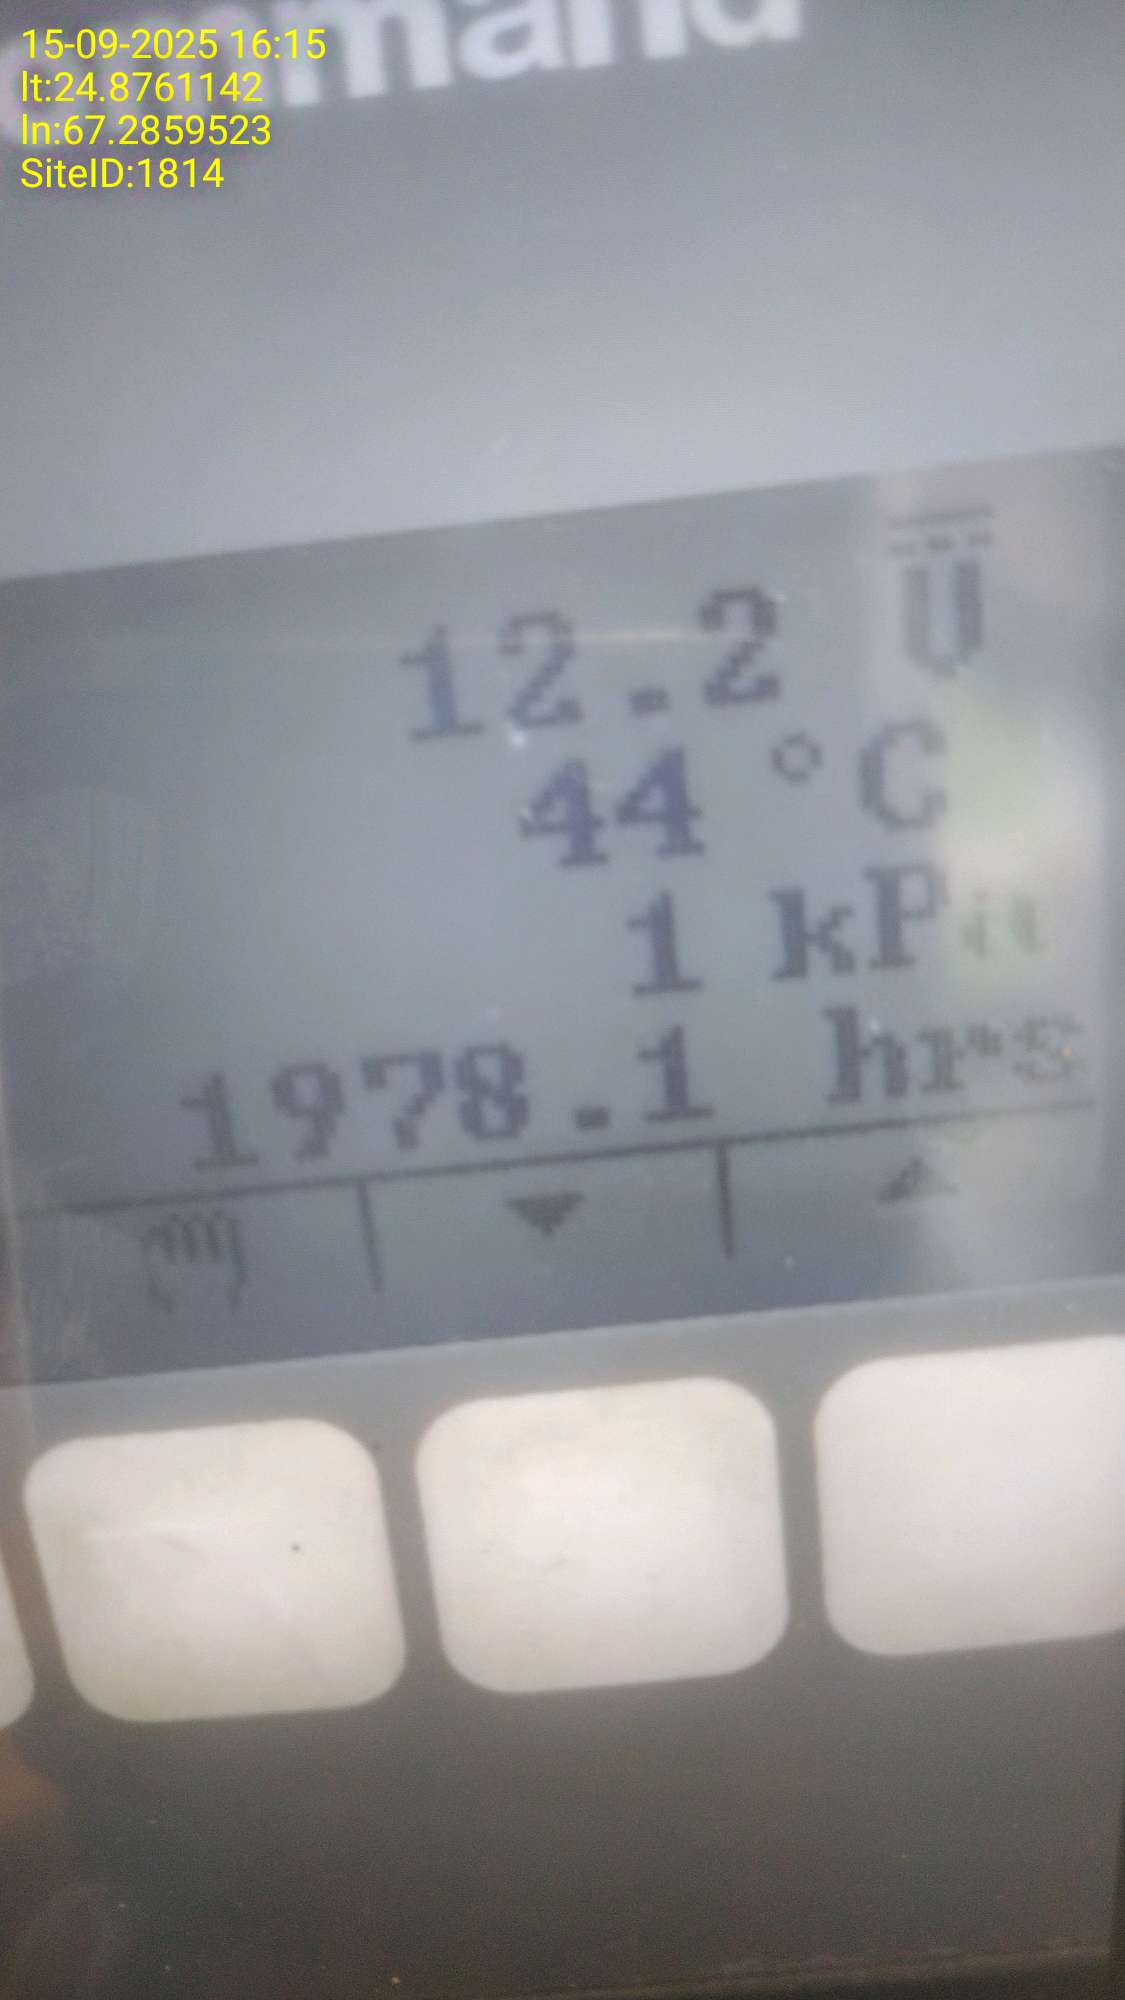 15-09-2025 16:15
lt:24.8761142
ln:67.2859523
SiteID:1814
12.2 V
44 °C
1 kPa
1978.1 hrs